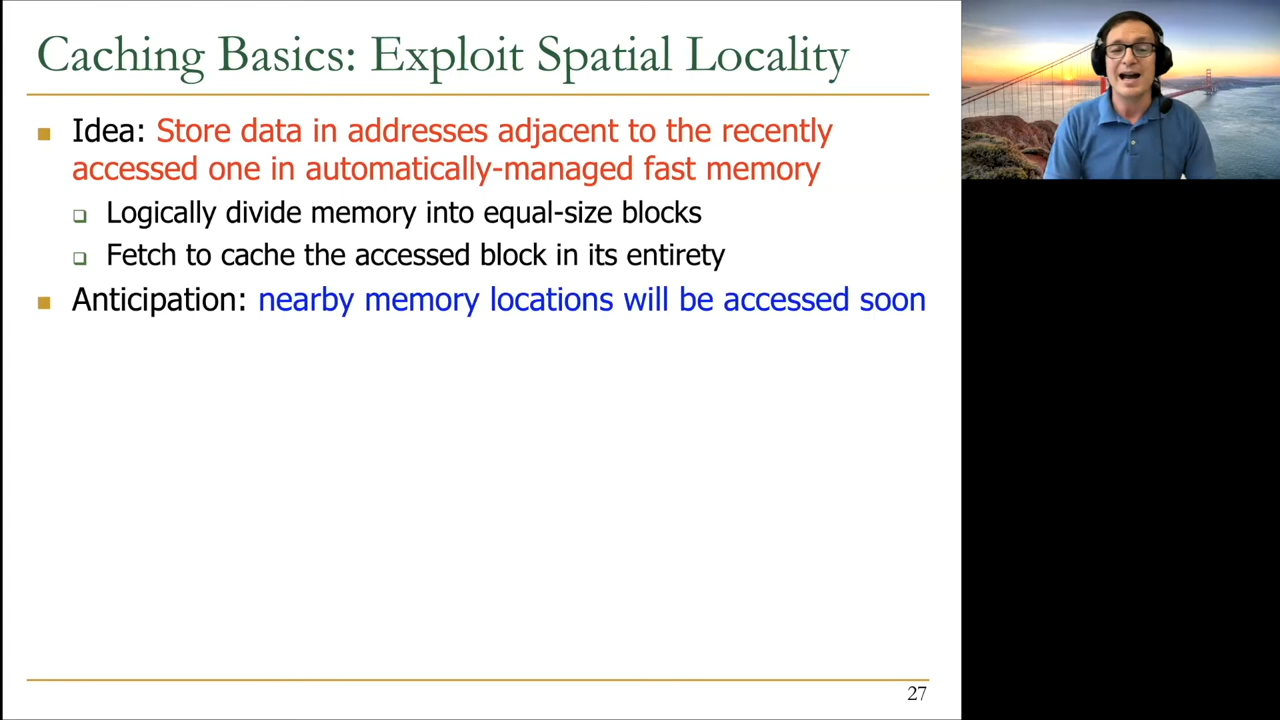 Caching Basics: Exploit Spatial Locality
Idea: Store data in addresses adjacent to the recently
accessed one in automatically-managed fast memory
Logically divide memory into equal-size blocks
Fetch to cache the accessed block in its entirety
Anticipation: nearby memory locations will be accessed soon
27